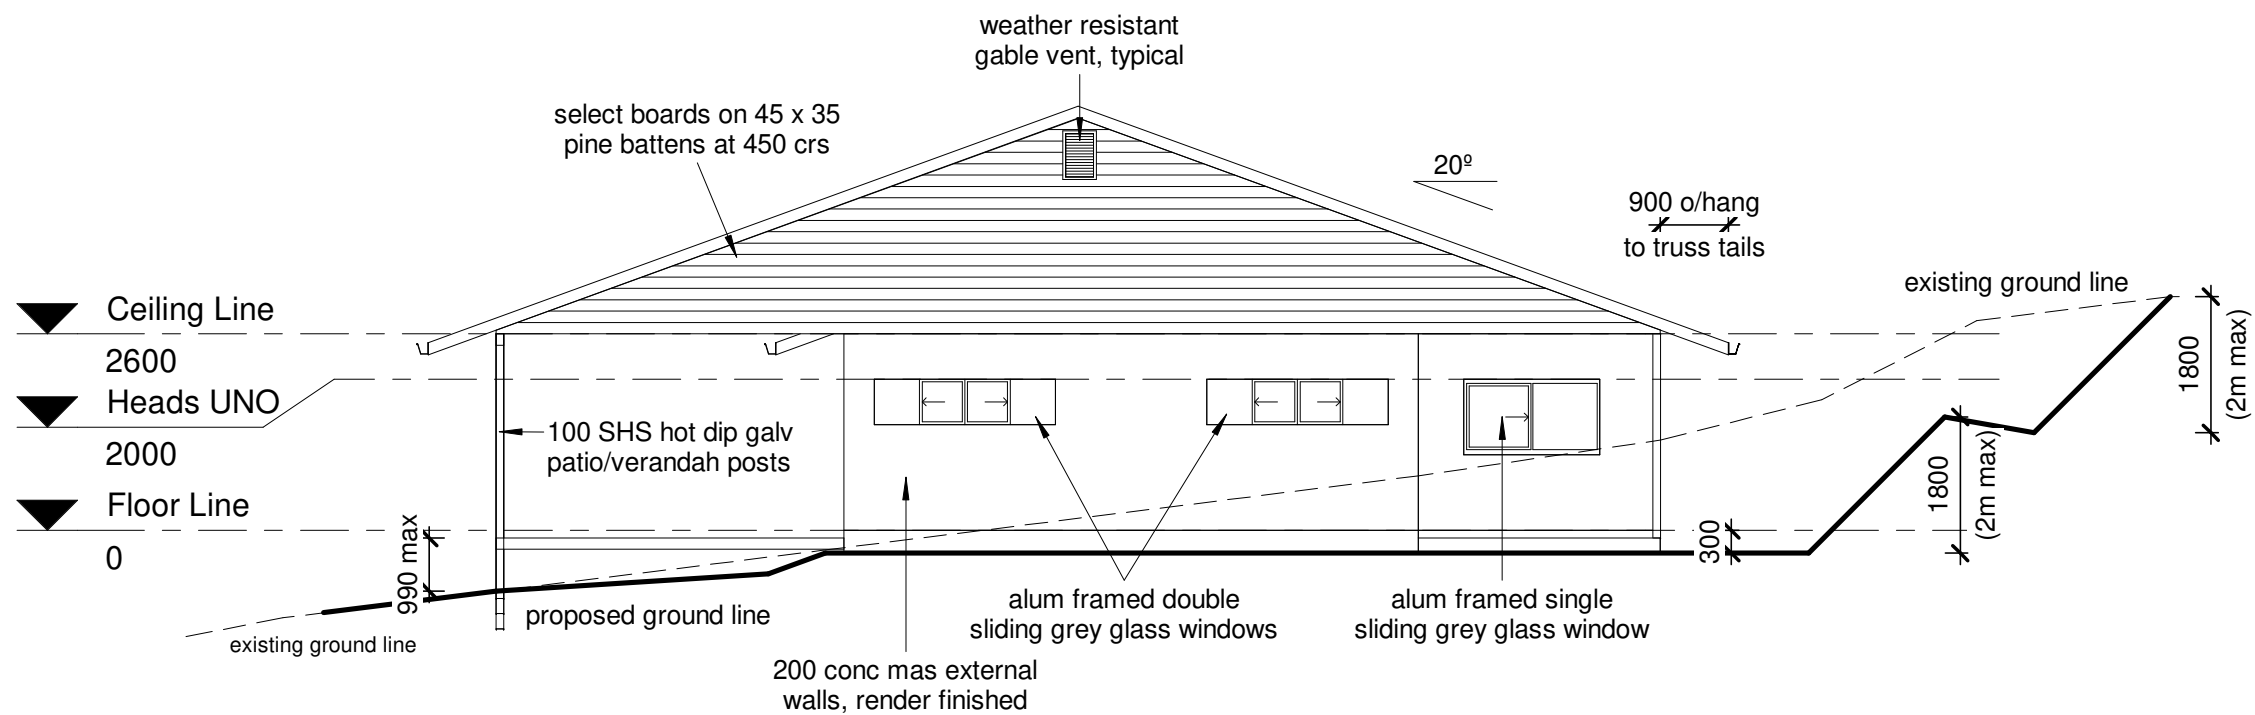 weather resistant
gable vent, typical
select boards on 45 x 35
pine battens at 450 crs
20º
900 o/hang
to truss tails
existing ground line
Ceiling Line
2600
Heads UNO
2000
Floor Line
0
100 SHS hot dip galv
patio/verandah posts
1800
(2m max)
1800
(2m max)
300
990 max
proposed ground line
existing ground line
alum framed double
sliding grey glass windows
alum framed single
sliding grey glass window
200 conc mas external
walls, render finished